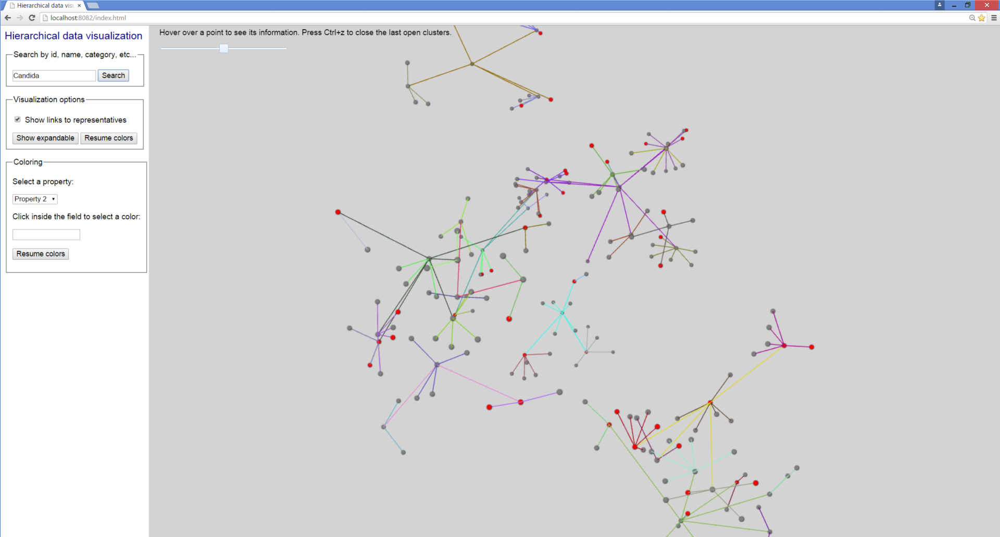 Hierarchical data vis
localhost:8082/index.html
Hierarchical data visualization
Search by id, name, category, etc...
Candida
Search
Visualization options
Show links to representatives
Show expandable
Resume colors
Coloring
Select a property:
Property 2
Click inside the field to select a color:
Resume colors
Hover over a point to see its information. Press Ctrl+z to close the last open clusters.